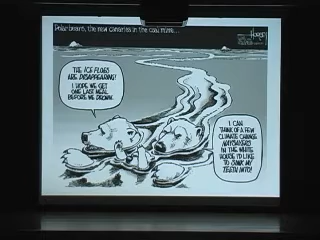 Polar bears, the new canaries in the coal mine...
HORSEY
THE ICE FLOES
ARE DISAPPEARING!
I HOPE WE GET
ONE LAST MEAL
BEFORE WE DROWN.
I CAN
THINK OF A FEW
CLIMATE CHANGE
NAYSAYERS
IN THE WHITE
HOUSE I'D LIKE
TO SINK MY
TEETH INTO!